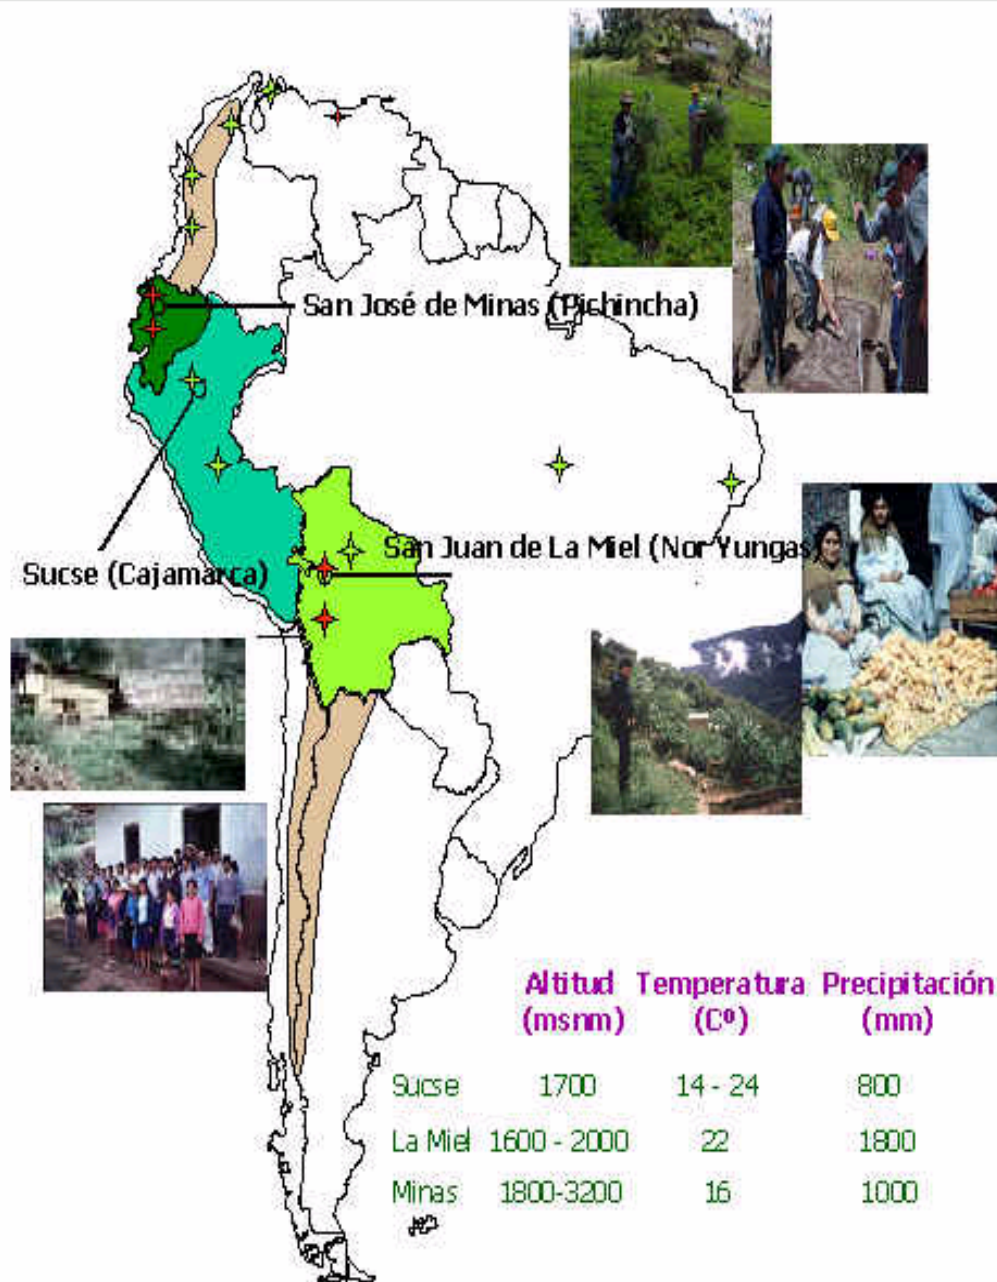 San José de Minas (Pichincha)
San Juan de La Miel (Nor Yungas)
Sucse (Cajamarca)
Altitud Temperatura Precipitación
(msnm) (Cº) (mm)
Sucse 1700 14 - 24 800
La Miel 1600 - 2000 22 1800
Minas 1800-3200 16 1000